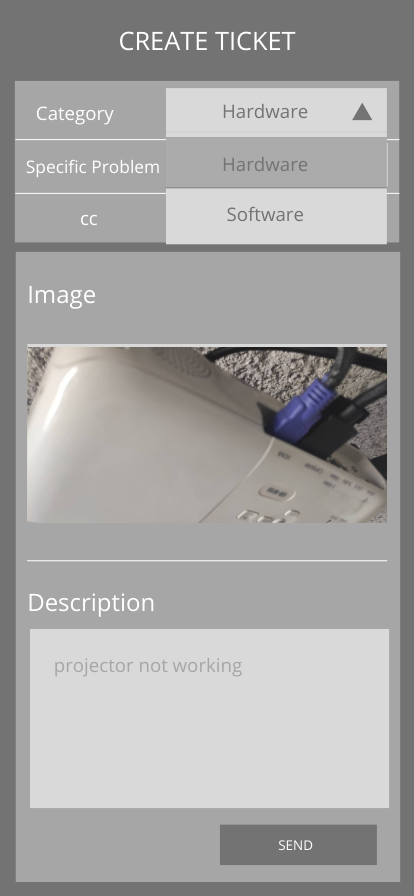 CREATE TICKET
Category
Hardware
Specific Problem
Hardware
cc
Software
Image
Description
projector not working
SEND